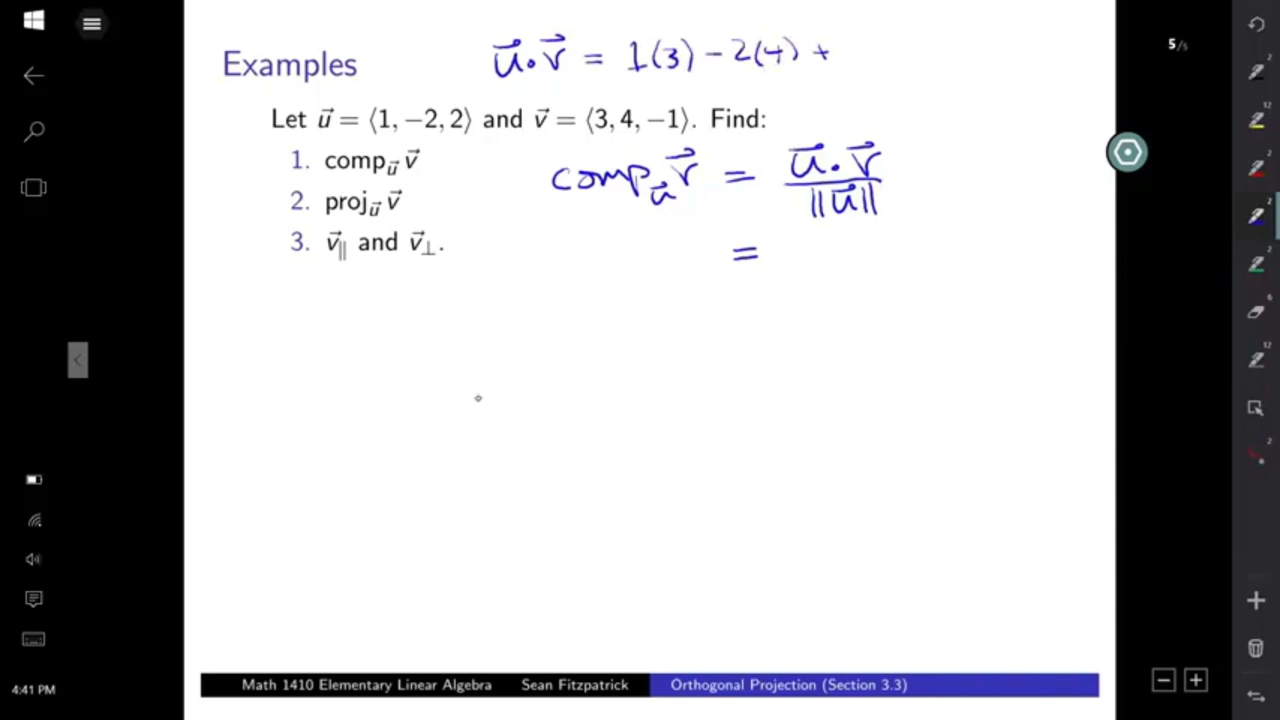 5/5
u⃗·v⃗ = 1(3) - 2(4) +
Examples
Let u⃗ = ⟨1, −2, 2⟩ and v⃗ = ⟨3, 4, −1⟩. Find:
1. comp_u⃗ v⃗
2. proj_u⃗ v⃗
3. v⃗_∥ and v⃗_⊥.
comp_u⃗ v⃗ = u⃗·v⃗ / ‖u⃗‖
=
4:41 PM
Math 1410 Elementary Linear Algebra Sean Fitzpatrick Orthogonal Projection (Section 3.3)